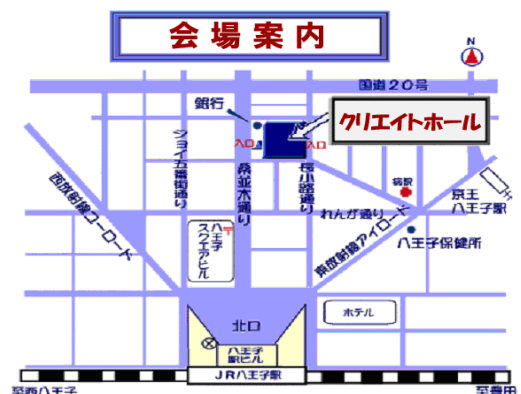 会場案内
N
国道20号
銀行
クリエイトホール
入口
入口
ジョイ五番街通り
桑並木通り
桜小路通り
西放射線ユーロード
病院
京王
八王子駅
れんが通り
八王子保健所
東放射線アイロード
八王子
スクエアビル
ホテル
北口
八王子
駅ビル
JR八王子駅
至西八王子
至豊田